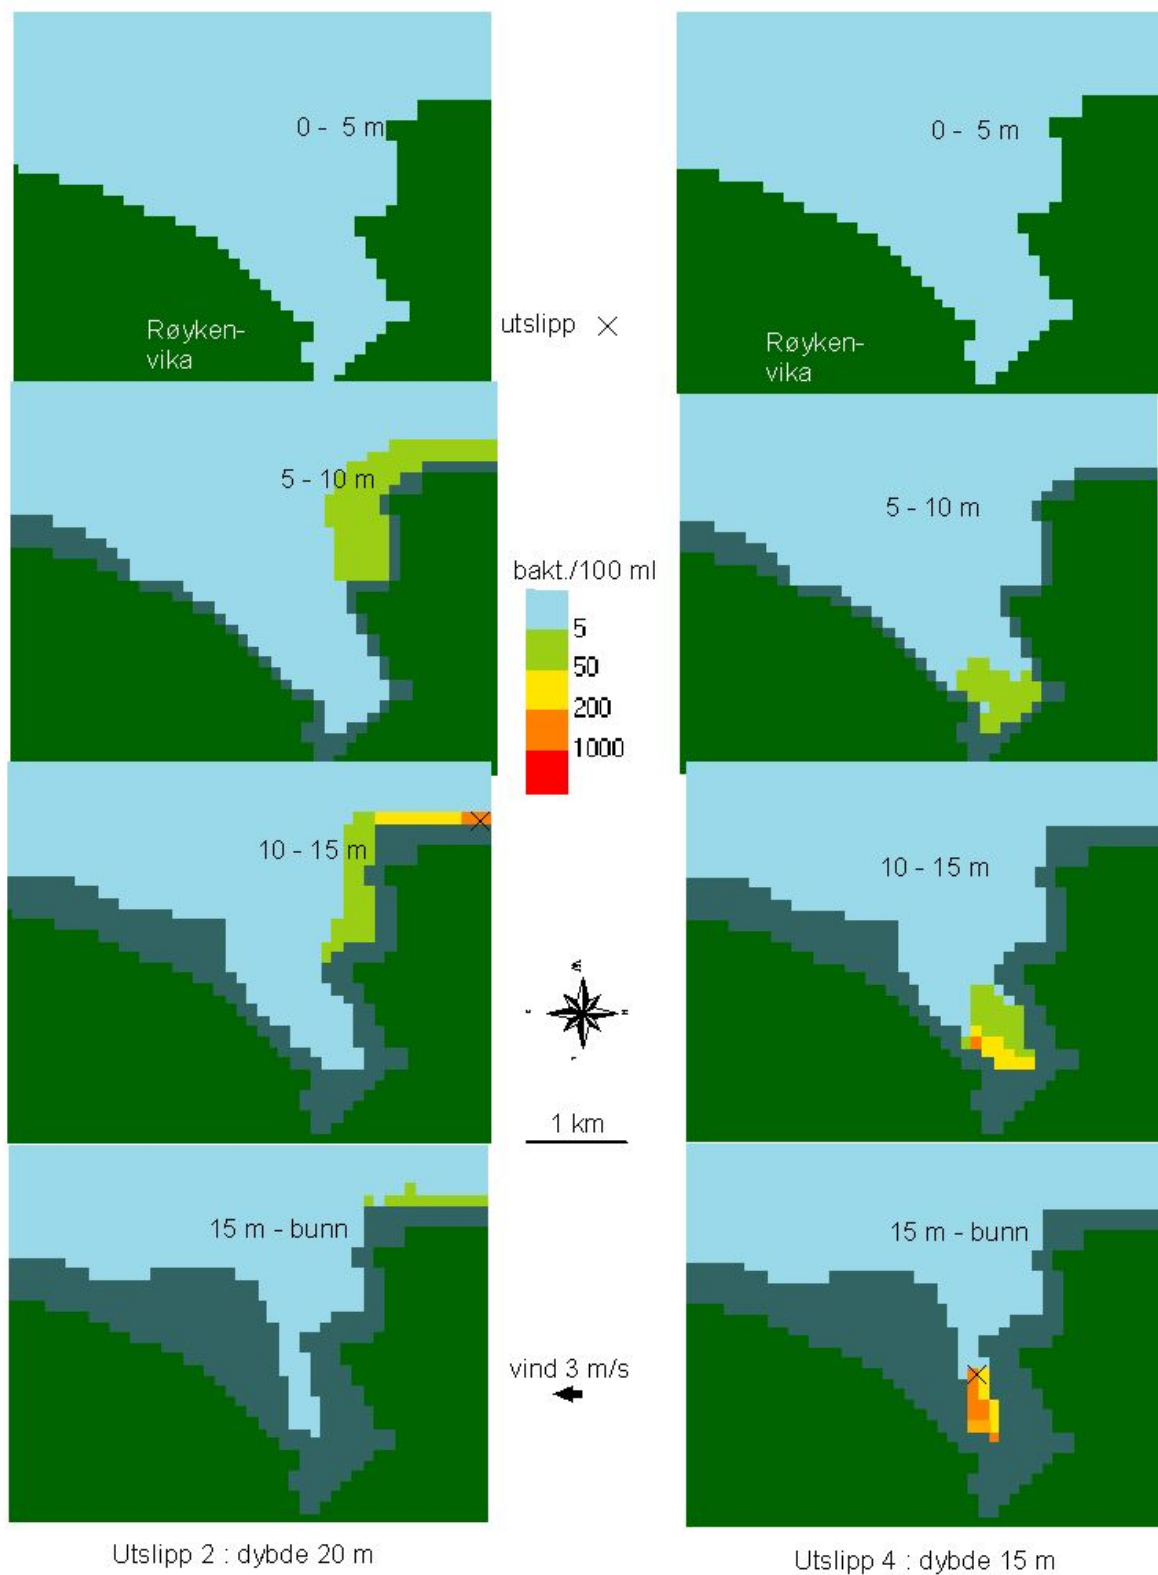 0 - 5 m
0 - 5 m
Røyken-
vika
utslipp ×
Røyken-
vika
5 - 10 m
5 - 10 m
bakt./100 ml
5
50
200
1000
10 - 15 m
10 - 15 m
1 km
15 m - bunn
15 m - bunn
vind 3 m/s
Utslipp 2 : dybde 20 m
Utslipp 4 : dybde 15 m